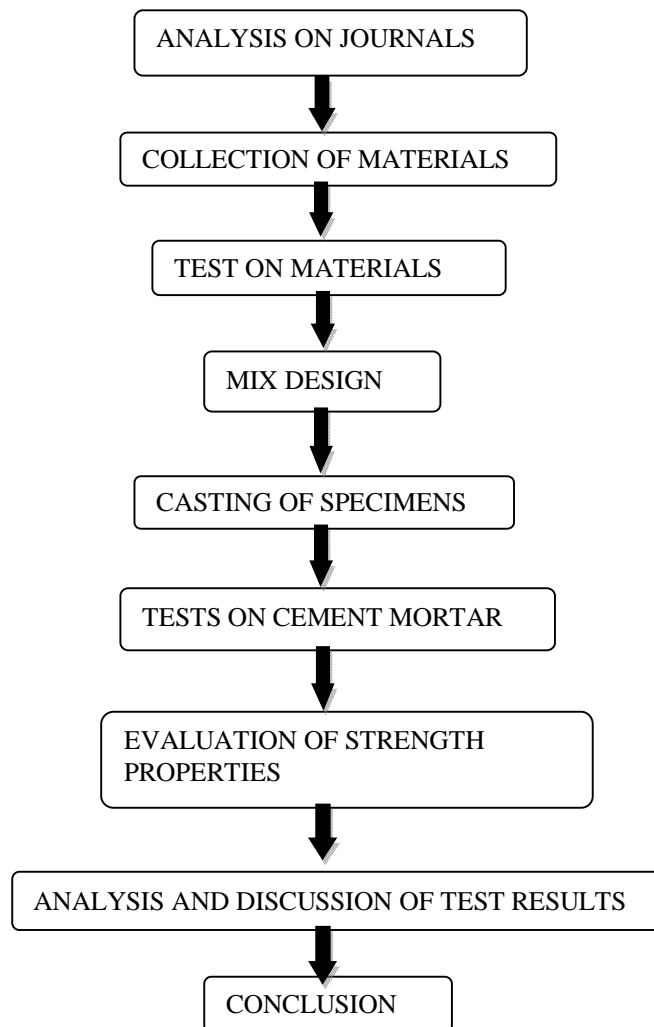 ANALYSIS ON JOURNALS
COLLECTION OF MATERIALS
TEST ON MATERIALS
MIX DESIGN
CASTING OF SPECIMENS
TESTS ON CEMENT MORTAR
EVALUATION OF STRENGTH
PROPERTIES
ANALYSIS AND DISCUSSION OF TEST RESULTS
CONCLUSION